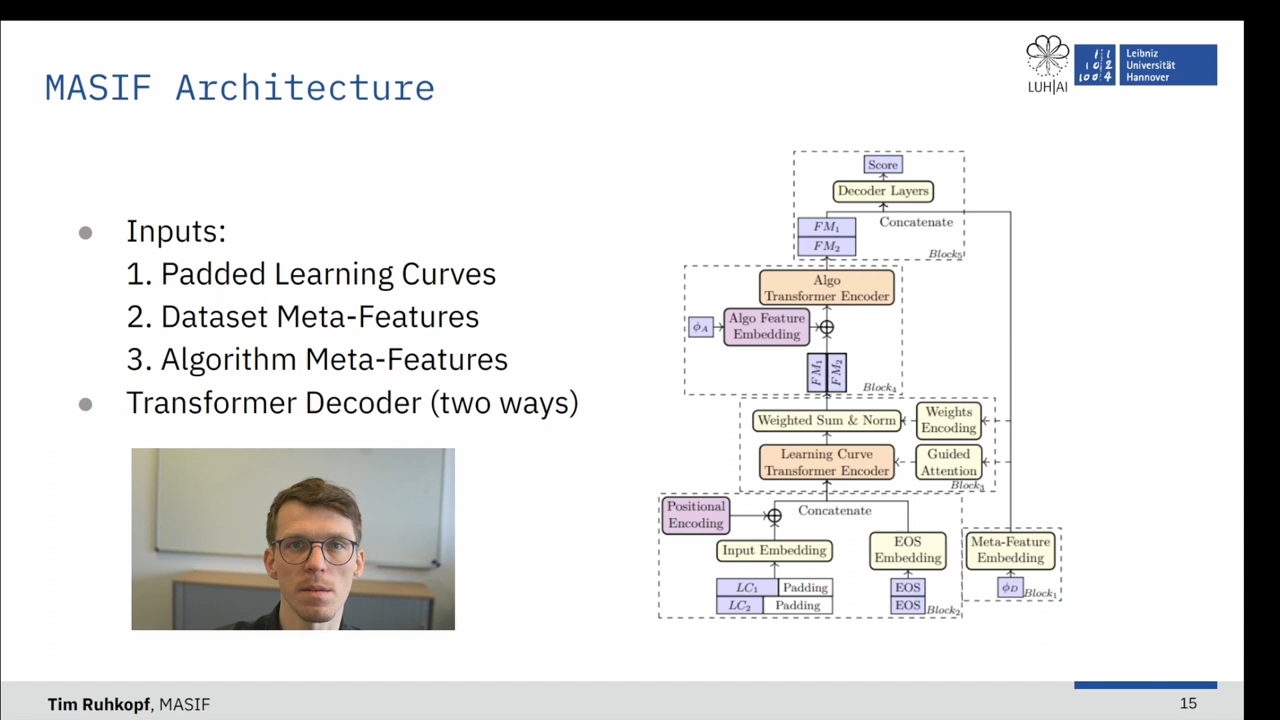 MASIF Architecture
LUH|AI
Leibniz
Universität
Hannover
Inputs:
1. Padded Learning Curves
2. Dataset Meta-Features
3. Algorithm Meta-Features
Transformer Decoder (two ways)
Score
Decoder Layers
Concatenate
FM₁
FM₂
Block₅
Algo
Transformer Encoder
ϕ_A
Algo Feature
Embedding
FM₁
FM₂
Block₄
Weighted Sum & Norm
Weights
Encoding
Learning Curve
Transformer Encoder
Guided
Attention
Block₃
Positional
Encoding
Concatenate
Input Embedding
EOS
Embedding
Meta-Feature
Embedding
LC₁ Padding
LC₂ Padding
EOS
EOS
Block₂
ϕ_D
Block₁
Tim Ruhkopf, MASIF
15